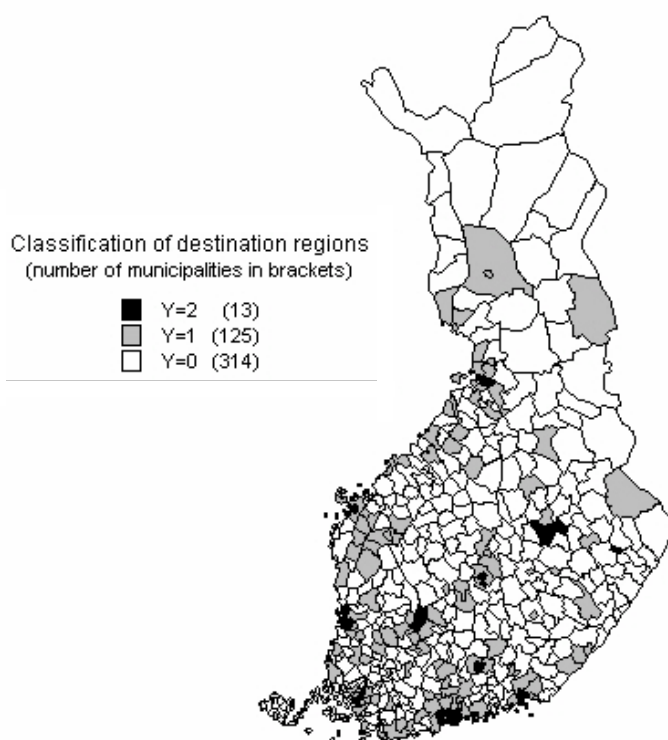 Classification of destination regions
(number of municipalities in brackets)
Y=2 (13)
Y=1 (125)
Y=0 (314)